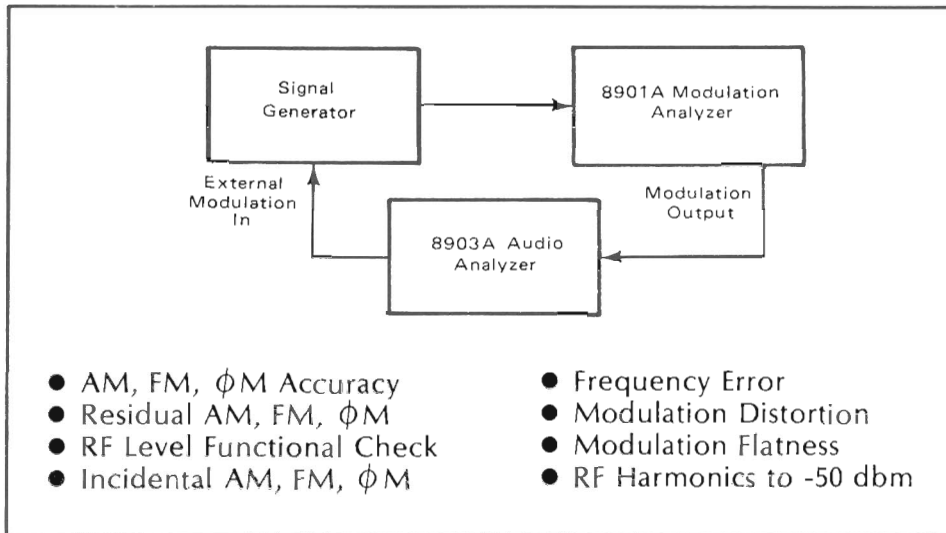 Signal
Generator
8901A Modulation
Analyzer
External
Modulation
In
Modulation
Output
8903A Audio
Analyzer
● AM, FM, ϕM Accuracy
● Residual AM, FM, ϕM
● RF Level Functional Check
● Incidental AM, FM, ϕM
● Frequency Error
● Modulation Distortion
● Modulation Flatness
● RF Harmonics to -50 dbm